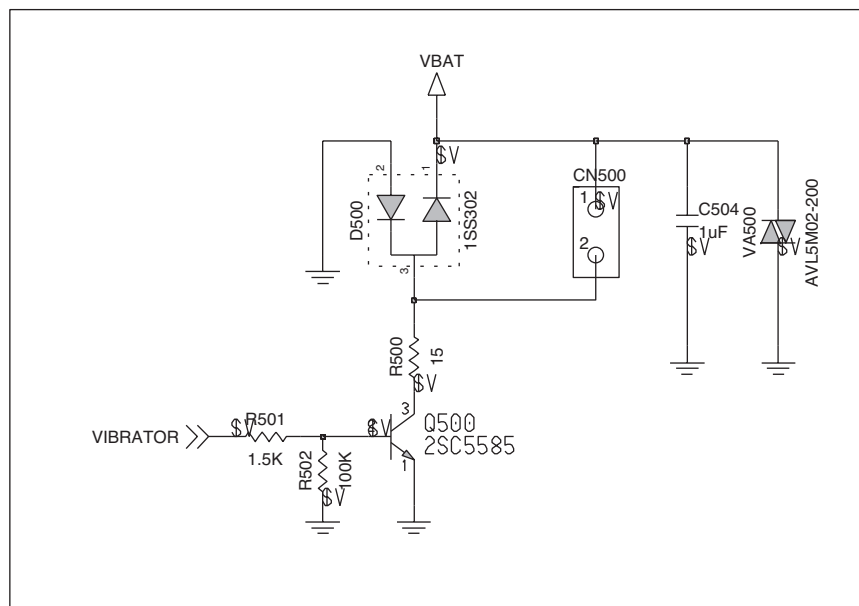 VBAT
2
1
$V
D500
1SS302
3
CN500
1
$V
2
C504
1uF
$V
VA500
$V
AVL5M02-200
R500
15
$V
VIBRATOR
$V
R501
1.5K
R502
100K
$V
$V
3
1
Q500
2SC5585